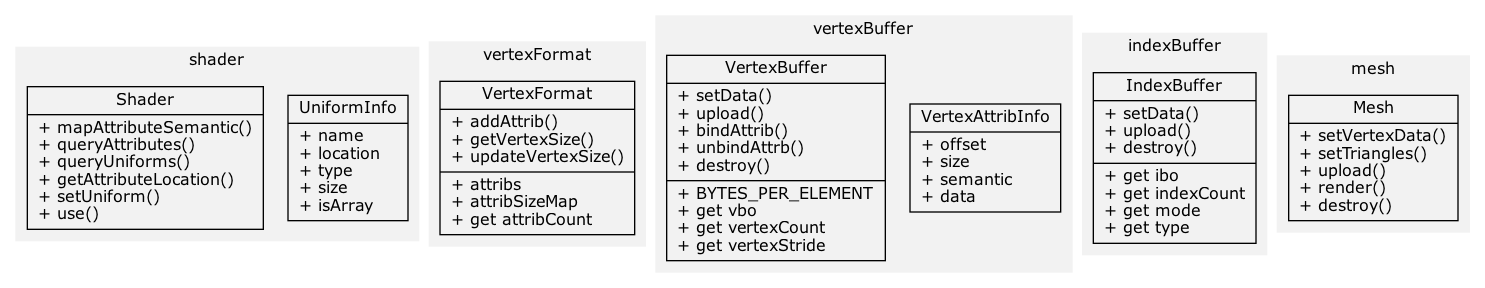 shader
Shader
+ mapAttributeSemantic()
+ queryAttributes()
+ queryUniforms()
+ getAttributeLocation()
+ setUniform()
+ use()
UniformInfo
+ name
+ location
+ type
+ size
+ isArray
vertexFormat
VertexFormat
+ addAttrib()
+ getVertexSize()
+ updateVertexSize()
+ attribs
+ attribSizeMap
+ get attribCount
vertexBuffer
VertexBuffer
+ setData()
+ upload()
+ bindAttrib()
+ unbindAttrb()
+ destroy()
+ BYTES_PER_ELEMENT
+ get vbo
+ get vertexCount
+ get vertexStride
VertexAttribInfo
+ offset
+ size
+ semantic
+ data
indexBuffer
IndexBuffer
+ setData()
+ upload()
+ destroy()
+ get ibo
+ get indexCount
+ get mode
+ get type
mesh
Mesh
+ setVertexData()
+ setTriangles()
+ upload()
+ render()
+ destroy()